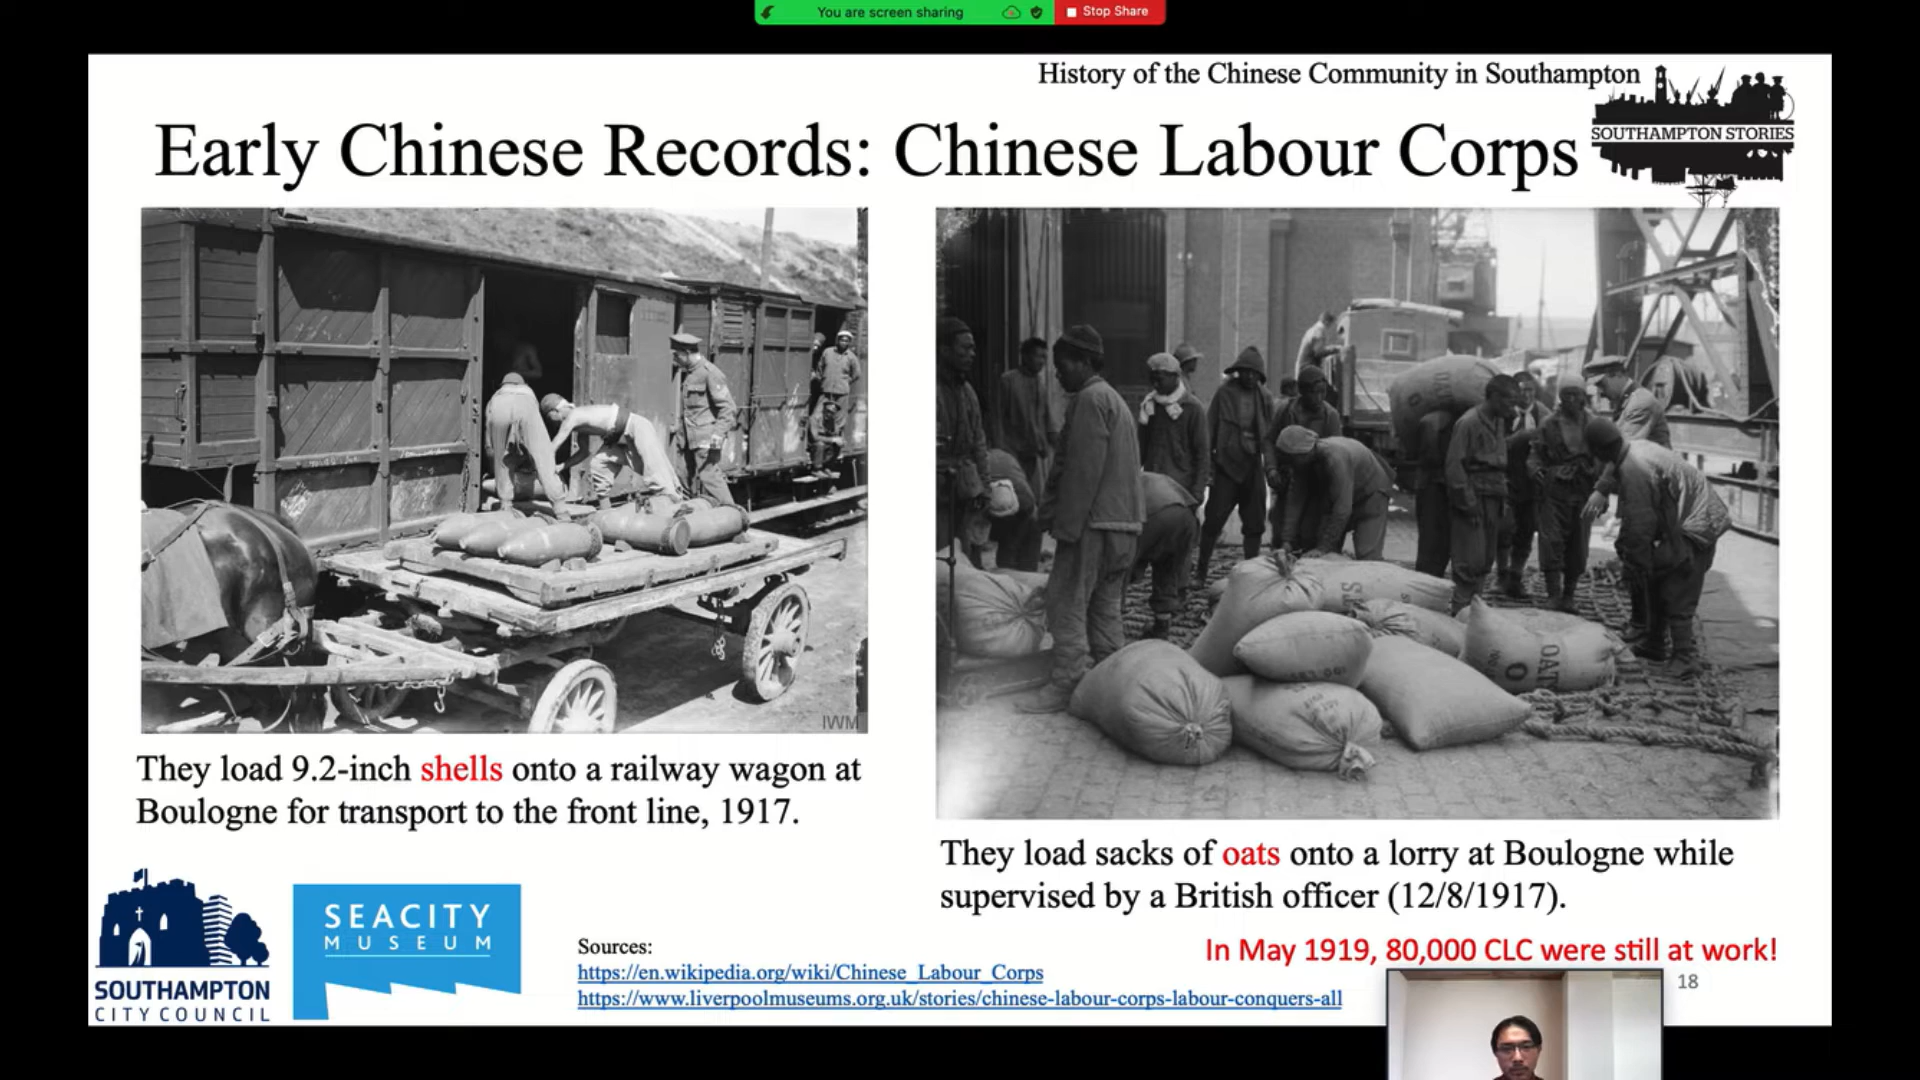 You are screen sharing
Stop Share
History of the Chinese Community in Southampton
SOUTHAMPTON STORIES
Early Chinese Records: Chinese Labour Corps
IWM
OAT
They load 9.2-inch shells onto a railway wagon at
Boulogne for transport to the front line, 1917.
They load sacks of oats onto a lorry at Boulogne while
supervised by a British officer (12/8/1917).
In May 1919, 80,000 CLC were still at work!
SOUTHAMPTON
CITY COUNCIL
SEACITY
MUSEUM
Sources:
https://en.wikipedia.org/wiki/Chinese_Labour_Corps
https://www.liverpoolmuseums.org.uk/stories/chinese-labour-corps-labour-conquers-all
18